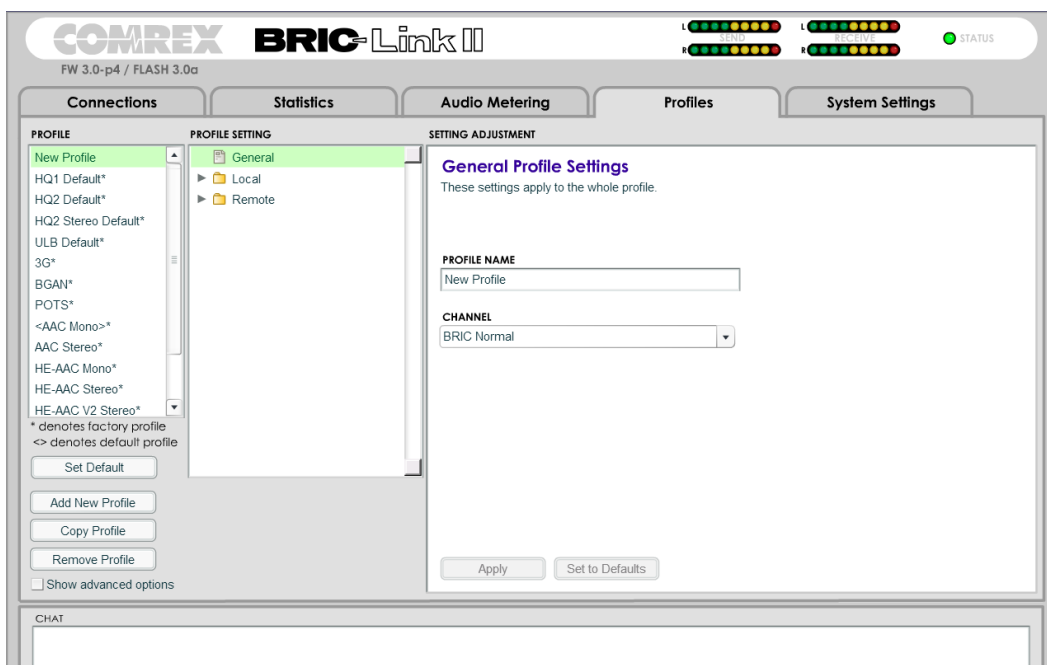 COMREX BRIC-Link II
L SEND L RECEIVE STATUS
R R
FW 3.0-p4 / FLASH 3.0a
Connections Statistics Audio Metering Profiles System Settings
PROFILE PROFILE SETTING SETTING ADJUSTMENT
New Profile
HQ1 Default*
HQ2 Default*
HQ2 Stereo Default*
ULB Default*
3G*
BGAN*
POTS*
<AAC Mono>*
AAC Stereo*
HE-AAC Mono*
HE-AAC Stereo*
HE-AAC V2 Stereo*
* denotes factory profile
<> denotes default profile
Set Default
Add New Profile
Copy Profile
Remove Profile
Show advanced options
General
Local
Remote
General Profile Settings
These settings apply to the whole profile.
PROFILE NAME
New Profile
CHANNEL
BRIC Normal
Apply Set to Defaults
CHAT